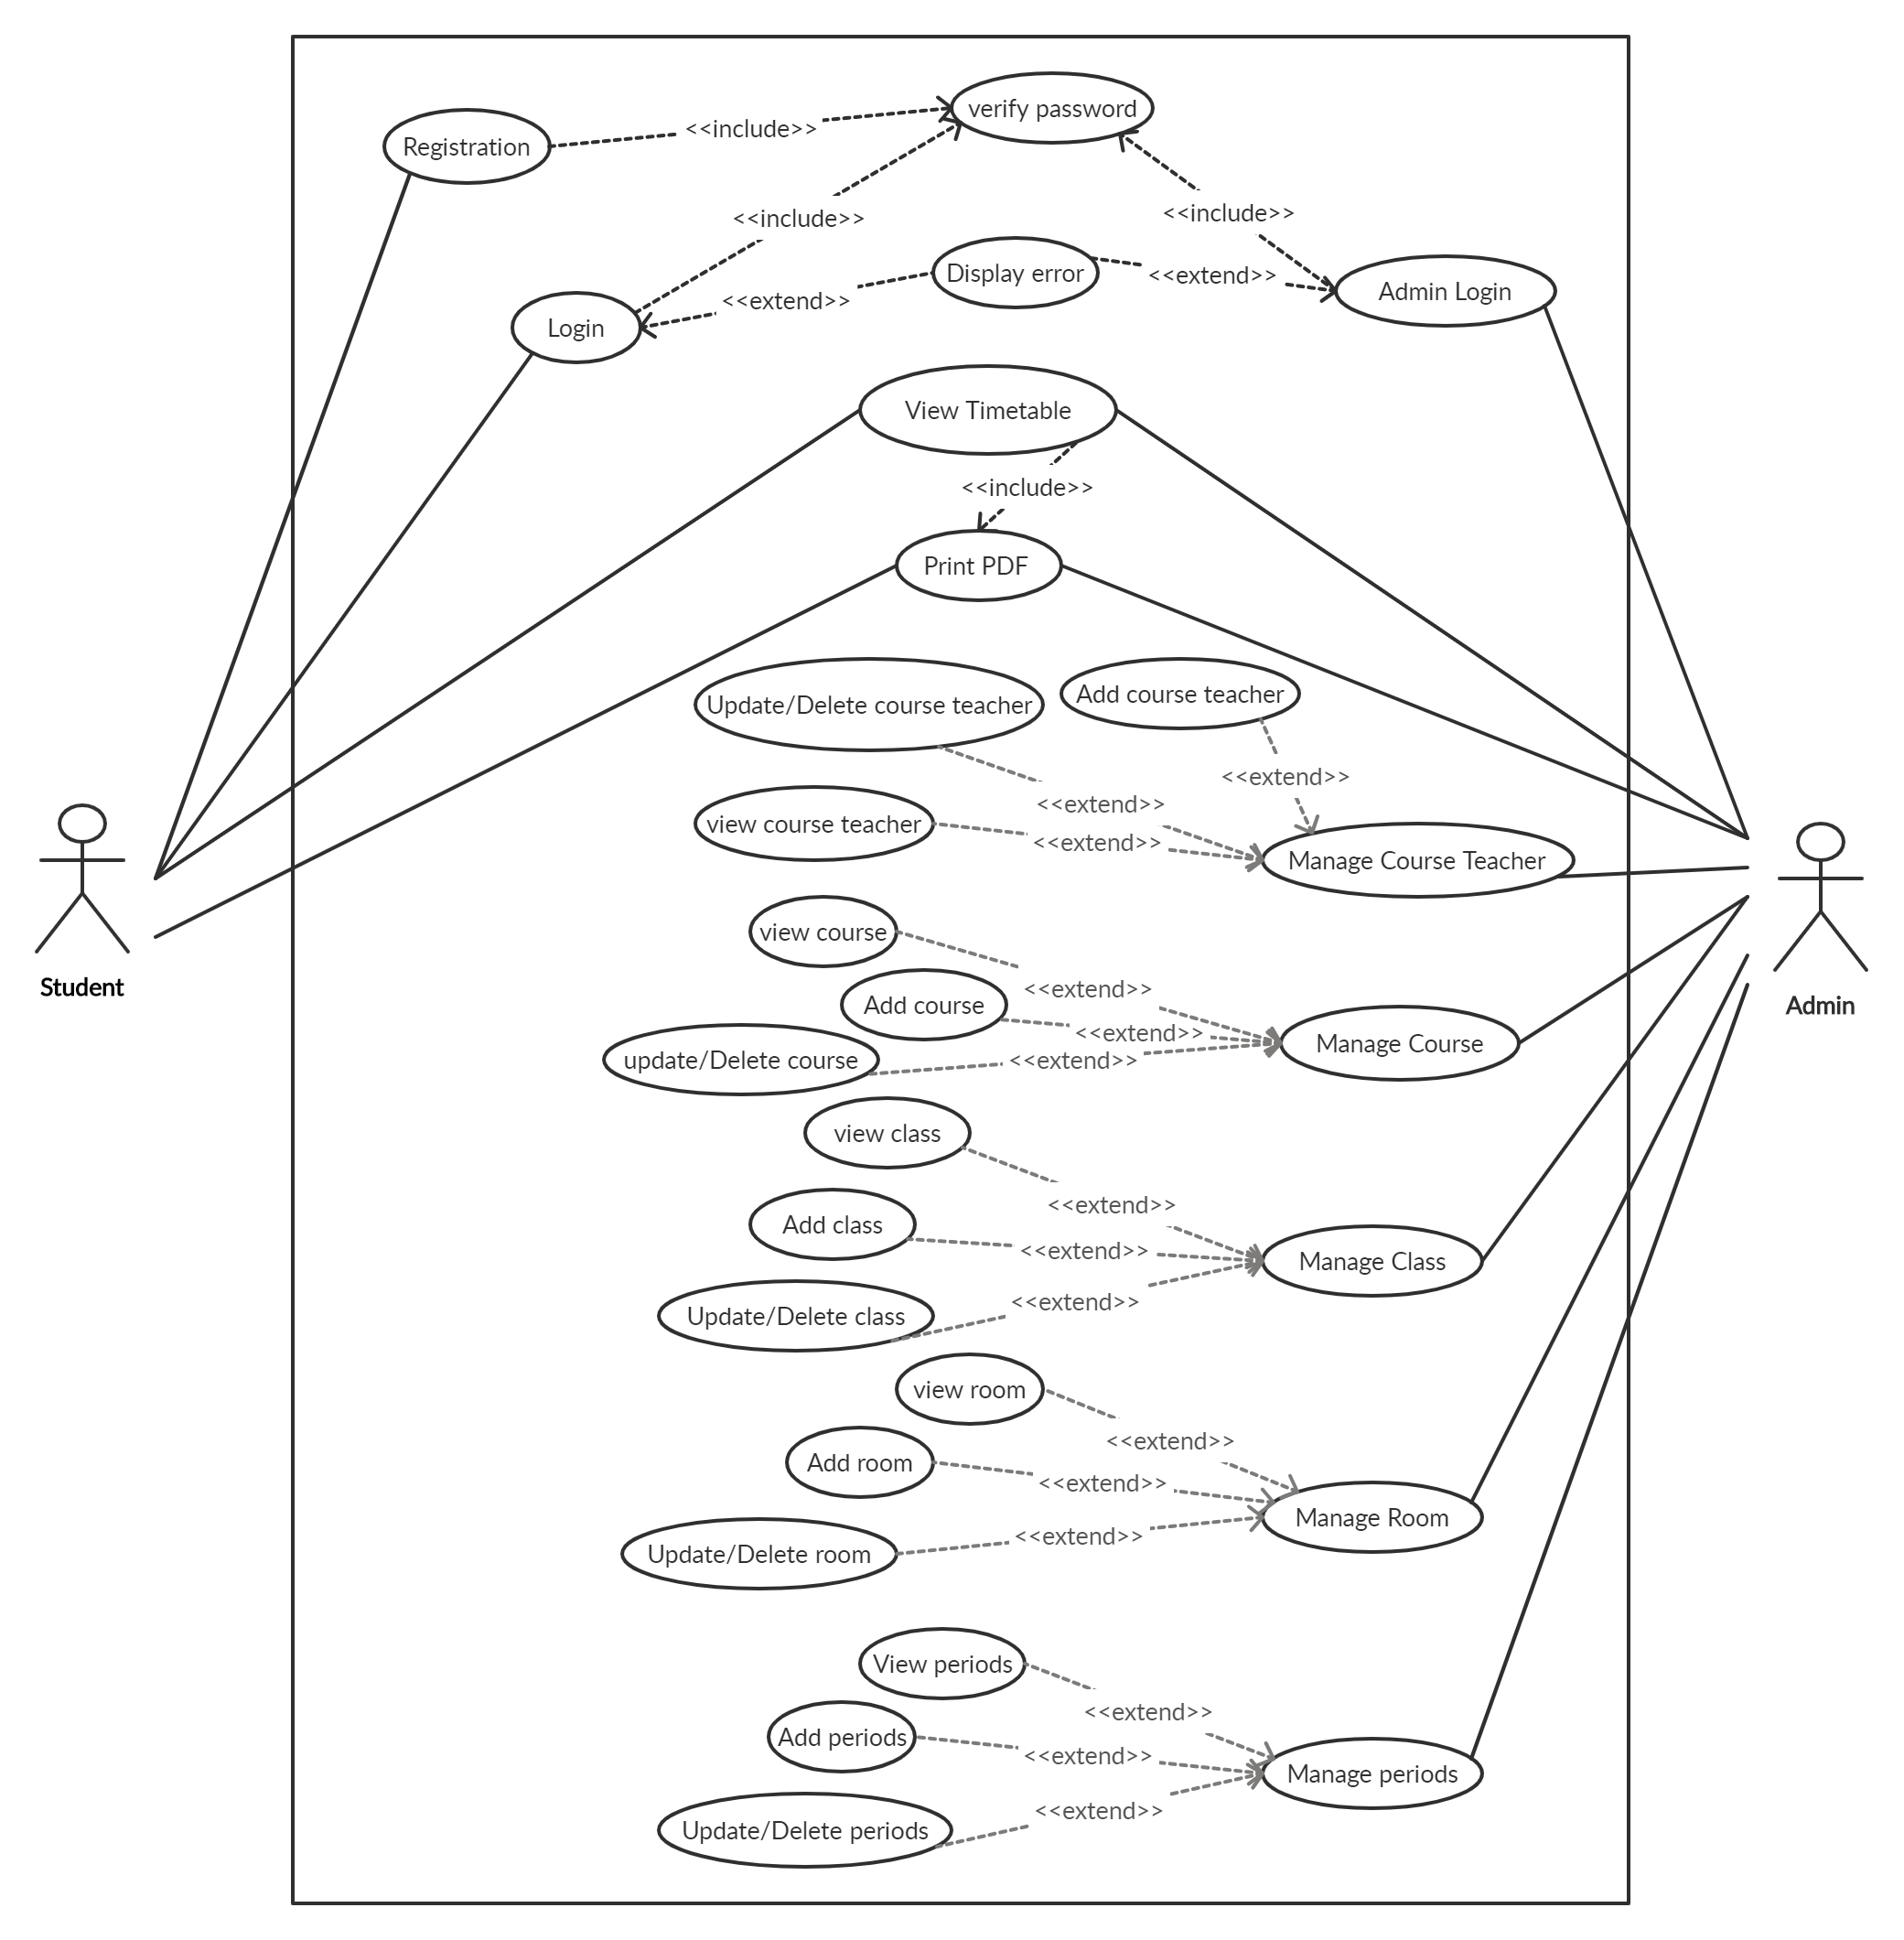 verify password
<<include>>
Registration
<<include>>
<<include>>
Display error
<<extend>>
Admin Login
<<extend>>
Login
View Timetable
<<include>>
Print PDF
Update/Delete course teacher
Add course teacher
<<extend>>
<<extend>>
view course teacher
<<extend>>
Manage Course Teacher
view course
Student
<<extend>>
Add course
Admin
<<extend>>
Manage Course
update/Delete course
<<extend>>
view class
<<extend>>
Add class
<<extend>>
Manage Class
<<extend>>
Update/Delete class
view room
<<extend>>
Add room
<<extend>>
Manage Room
<<extend>>
Update/Delete room
View periods
<<extend>>
Add periods
<<extend>>
Manage periods
<<extend>>
Update/Delete periods